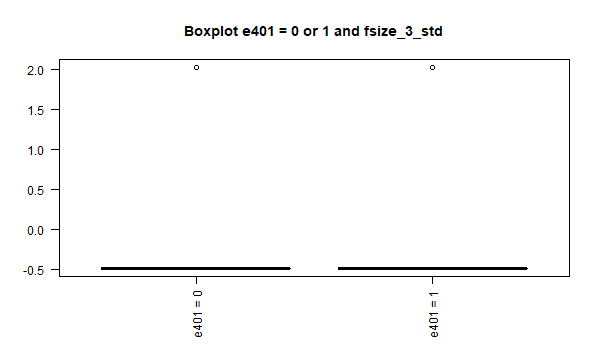 Boxplot e401 = 0 or 1 and fsize_3_std
2.0
1.5
1.0
0.5
0.0
-0.5
e401 = 0
e401 = 1